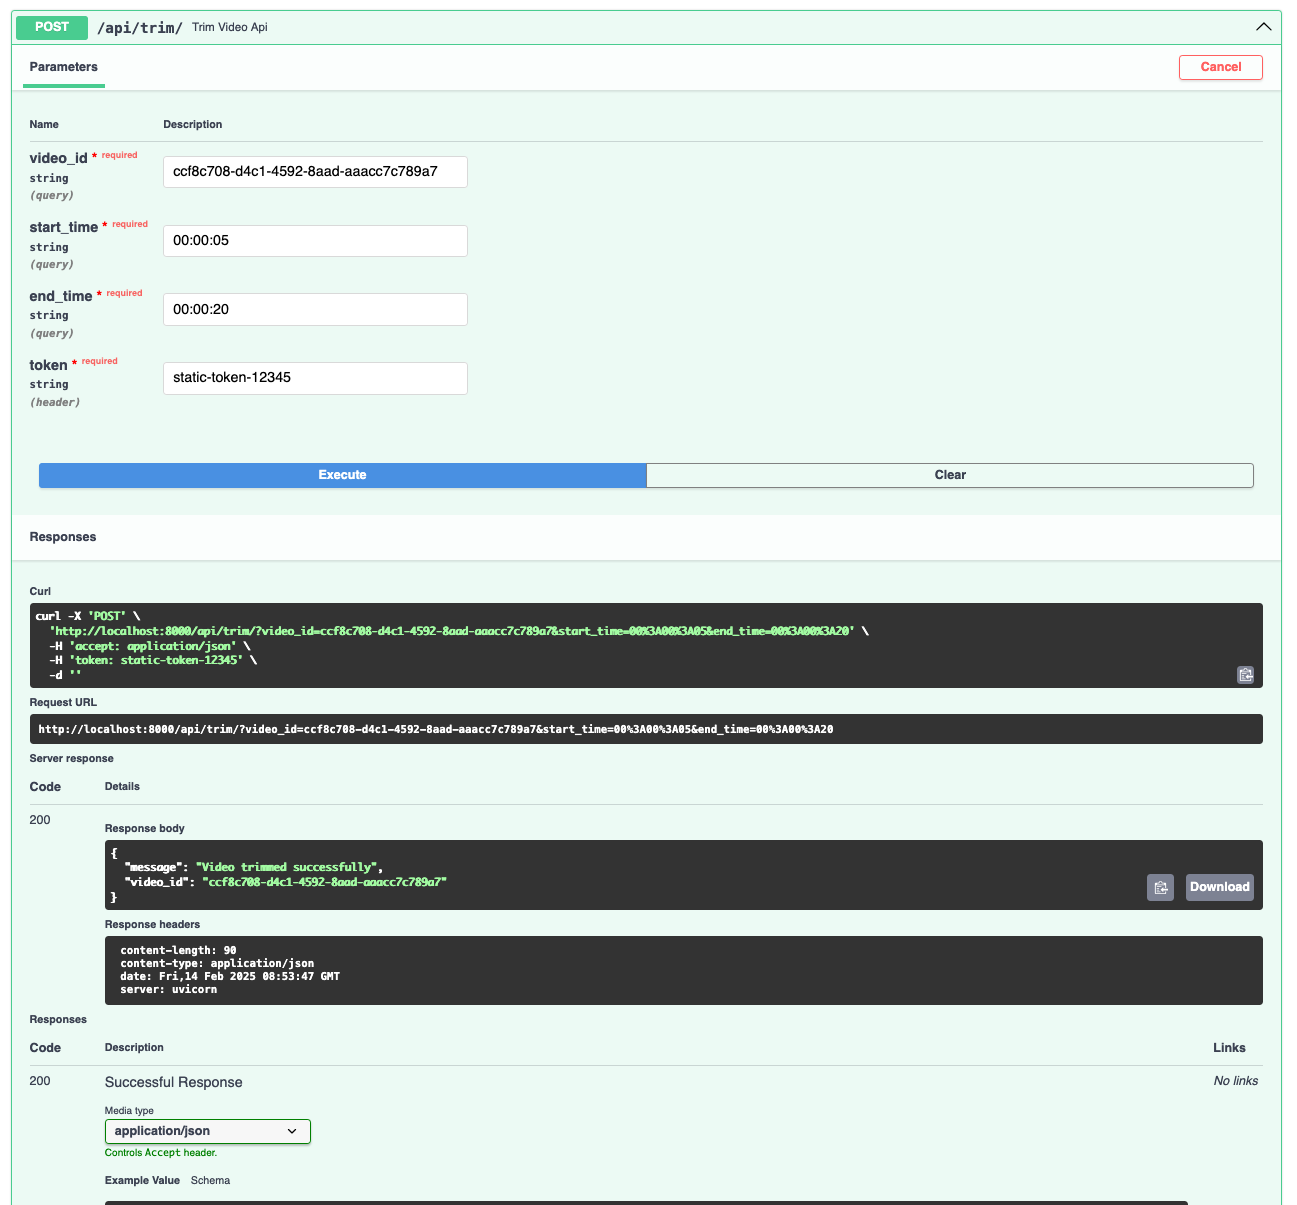 POST /api/trim/ Trim Video Api
Parameters
Cancel
Name Description
video_id * required
string
(query)
ccf8c708-d4c1-4592-8aad-aaacc7c789a7
start_time * required
string
(query)
00:00:05
end_time * required
string
(query)
00:00:20
token * required
string
(header)
static-token-12345
Execute Clear
Responses
Curl
curl -X 'POST' \
'http://localhost:8000/api/trim/?video_id=ccf8c708-d4c1-4592-8aad-aaacc7c789a7&start_time=00%3A00%3A05&end_time=00%3A00%3A20' \
-H 'accept: application/json' \
-H 'token: static-token-12345' \
-d ''
Request URL
http://localhost:8000/api/trim/?video_id=ccf8c708-d4c1-4592-8aad-aaacc7c789a7&start_time=00%3A00%3A05&end_time=00%3A00%3A20
Server response
Code Details
200
Response body
{
"message": "Video trimmed successfully",
"video_id": "ccf8c708-d4c1-4592-8aad-aaacc7c789a7"
}
Download
Response headers
content-length: 90
content-type: application/json
date: Fri,14 Feb 2025 08:53:47 GMT
server: uvicorn
Responses
Code Description Links
200 Successful Response No links
Media type
application/json
Controls Accept header.
Example Value Schema